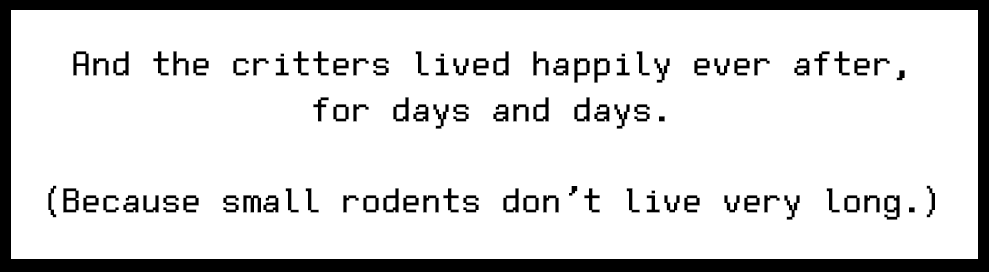 And the critters lived happily ever after,
for days and days.
(Because small rodents don't live very long.)